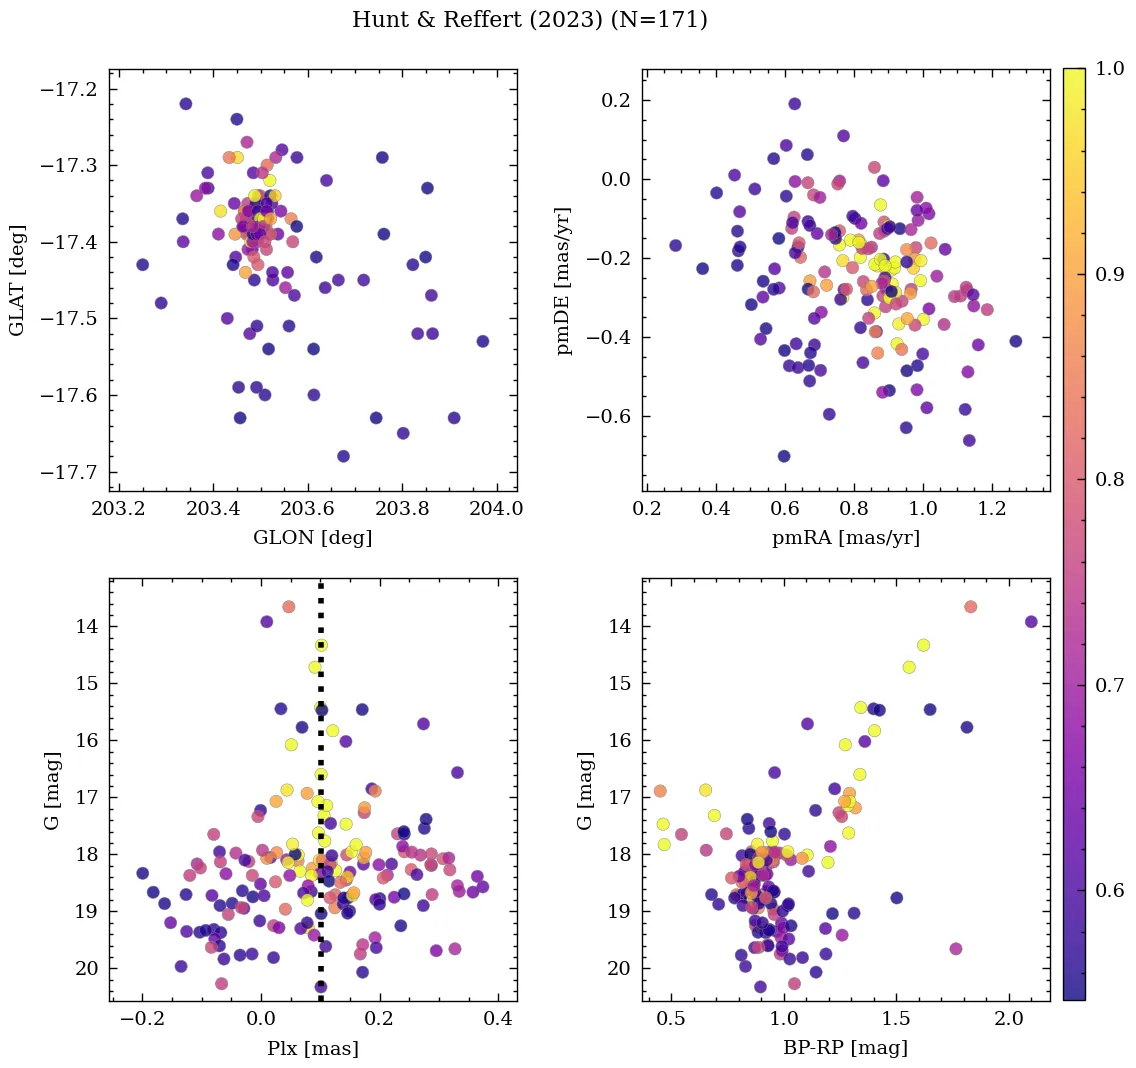 Hunt & Reffert (2023) (N=171)
−17.2
−17.3
−17.4
−17.5
−17.6
−17.7
GLAT [deg]
203.2 203.4 203.6 203.8 204.0
GLON [deg]
0.2
0.0
−0.2
−0.4
−0.6
pmDE [mas/yr]
0.2 0.4 0.6 0.8 1.0 1.2
pmRA [mas/yr]
1.0
0.9
0.8
0.7
0.6
14
15
16
17
18
19
20
G [mag]
−0.2 0.0 0.2 0.4
Plx [mas]
14
15
16
17
18
19
20
G [mag]
0.5 1.0 1.5 2.0
BP-RP [mag]